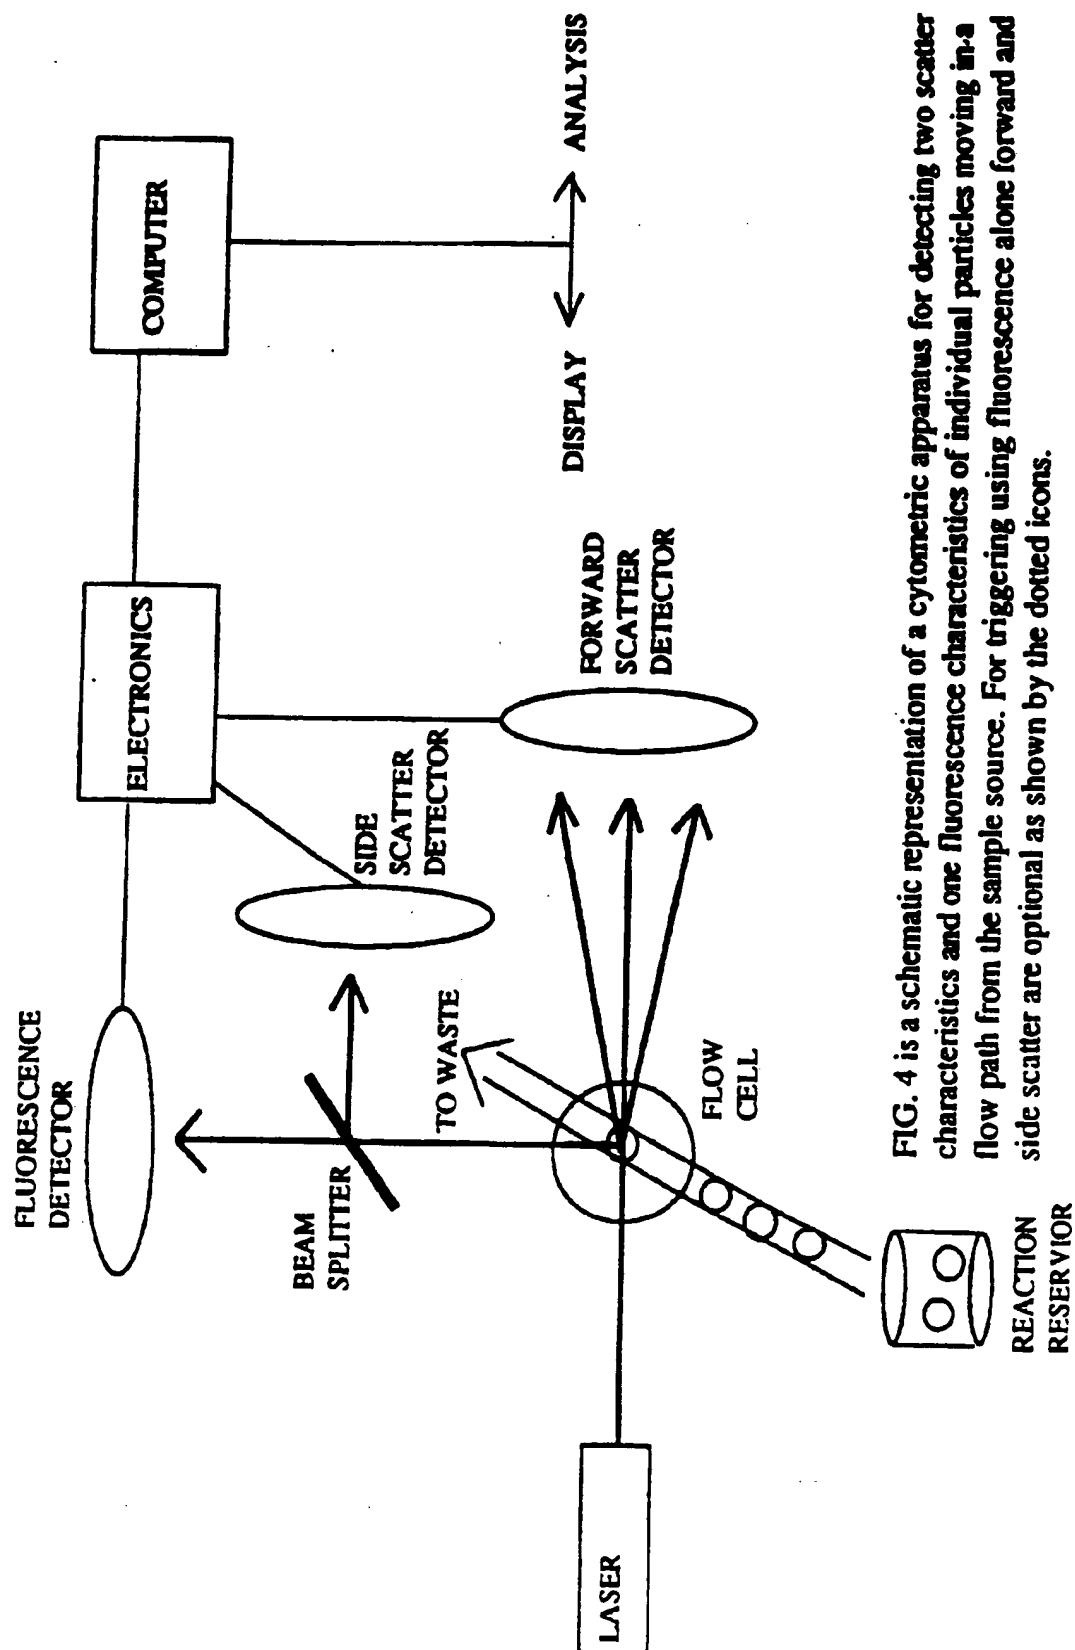 FLUORESCENCE
DETECTOR
ELECTRONICS
COMPUTER
BEAM
SPLITTER
SIDE
SCATTER
DETECTOR
TO WASTE
LASER
FLOW
CELL
FORWARD
SCATTER
DETECTOR
DISPLAY
ANALYSIS
REACTION
RESERVIOR
FIG. 4 is a schematic representation of a cytometric apparatus for detecting two scatter
characteristics and one fluorescence characteristics of individual particles moving in a
flow path from the sample source. For triggering using fluorescence alone forward and
side scatter are optional as shown by the dotted icons.